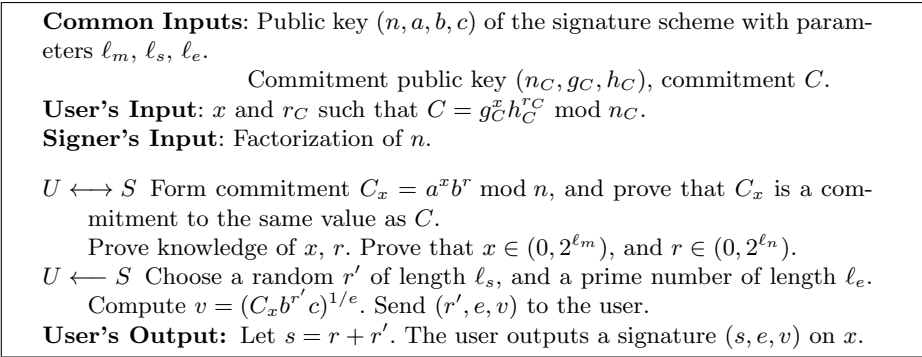 Common Inputs: Public key (n, a, b, c) of the signature scheme with param-
eters ℓ_m, ℓ_s, ℓ_e.
Commitment public key (n_C, g_C, h_C), commitment C.
User's Input: x and r_C such that C = g_C^x h_C^{r_C} mod n_C.
Signer's Input: Factorization of n.
U ⟷ S Form commitment C_x = a^x b^r mod n, and prove that C_x is a com-
mitment to the same value as C.
Prove knowledge of x, r. Prove that x ∈ (0, 2^{ℓ_m}), and r ∈ (0, 2^{ℓ_n}).
U ⟵ S Choose a random r′ of length ℓ_s, and a prime number of length ℓ_e.
Compute v = (C_x b^{r′} c)^{1/e}. Send (r′, e, v) to the user.
User's Output: Let s = r + r′. The user outputs a signature (s, e, v) on x.